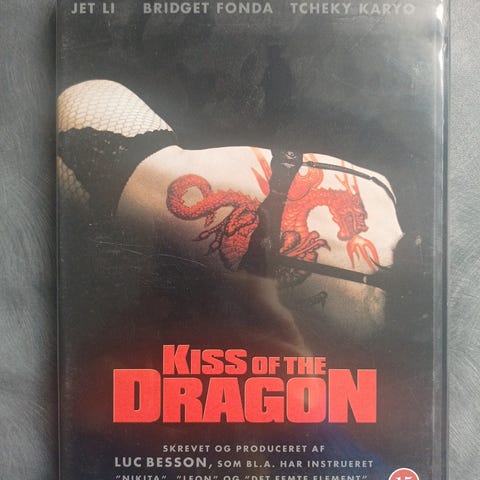 JET LI BRIDGET FONDA TCHEKY KARYO
KISS OF THE
DRAGON
SKREVET OG PRODUCERET AF
LUC BESSON, SOM BL.A. HAR INSTRUERET
"NIKITA", "LEON" OG "DET FEMTE ELEMENT"
15